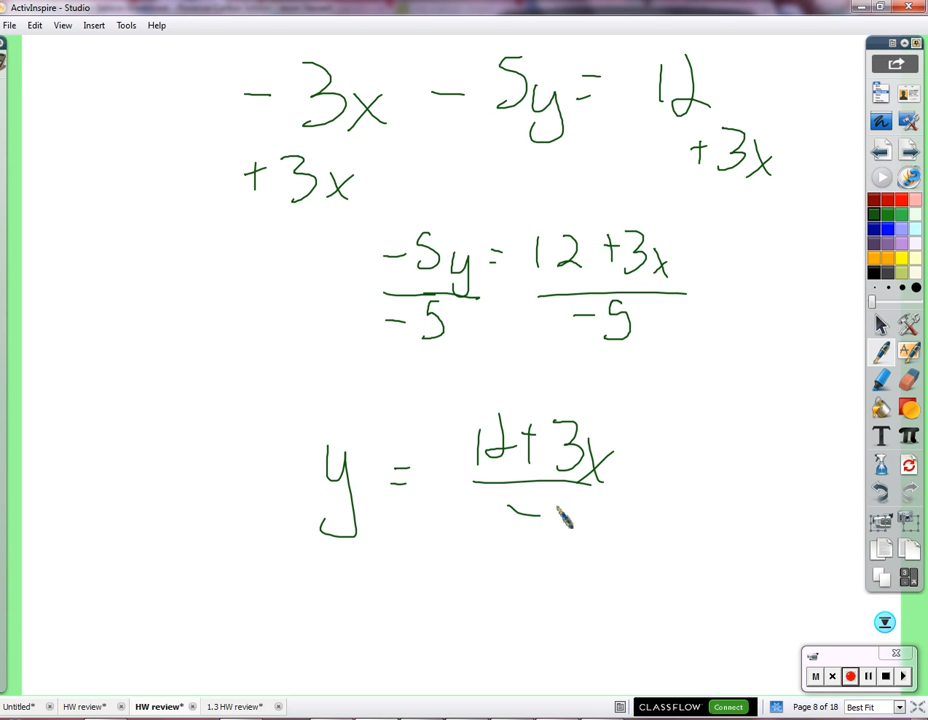 ActivInspire - Studio
File Edit View Insert Tools Help
- 3x - 5y = 12
+ 3x + 3x
-5y = 12 + 3x
-5 -5
y = 12 + 3x
-
M
Untitled* HW review* HW review* 1.3 HW review* CLASSFLOW Connect Page 8 of 18 Best Fit